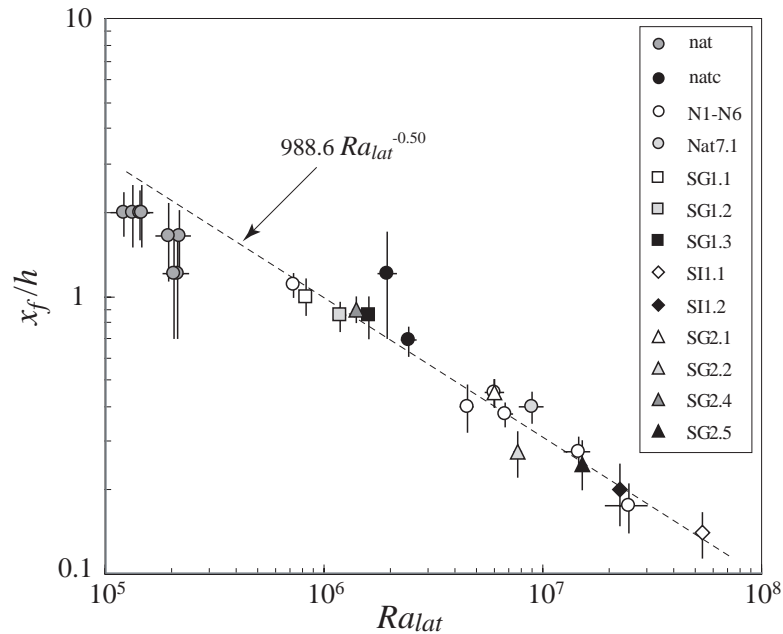 10
1
0.1
x_f/h
10^5
10^6
10^7
10^8
Ra_lat
988.6 Ra_lat^-0.50
nat
natc
N1-N6
Nat7.1
SG1.1
SG1.2
SG1.3
SI1.1
SI1.2
SG2.1
SG2.2
SG2.4
SG2.5